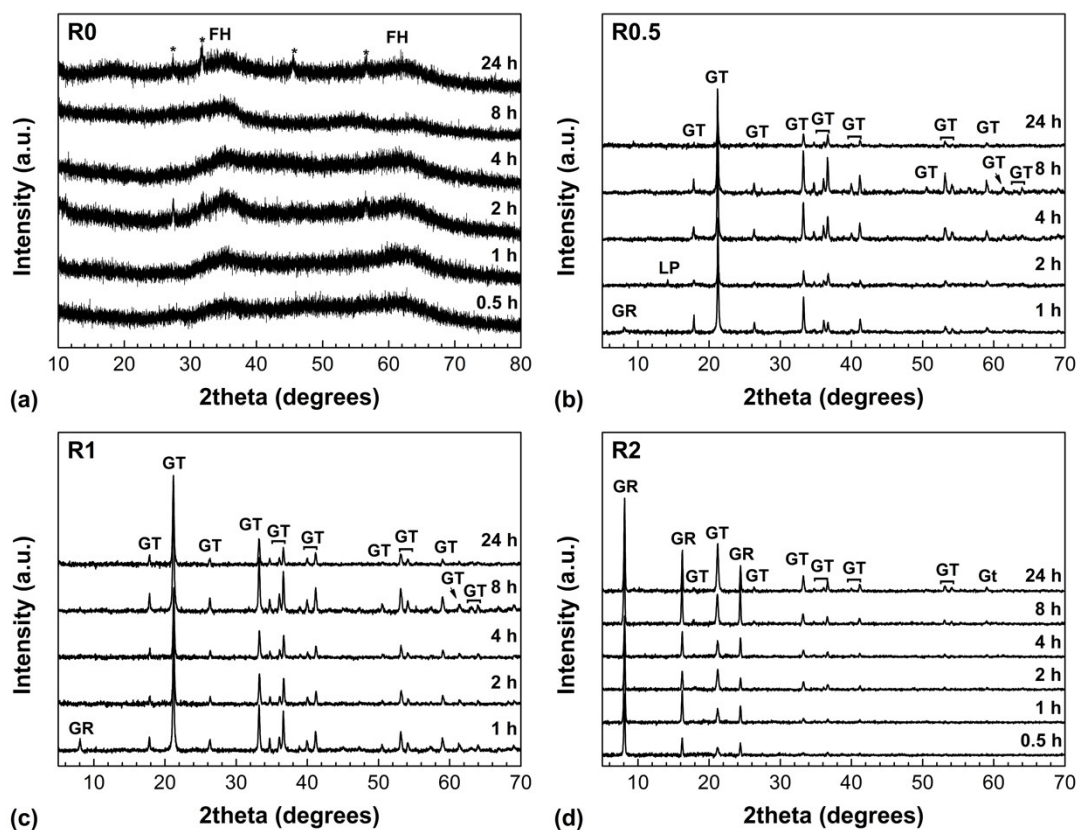 R0
FH
FH
* * * *
24 h
8 h
4 h
2 h
1 h
0.5 h
Intensity (a.u.)
10 20 30 40 50 60 70 80
2theta (degrees)
(a)
R0.5
GT
GT GT GT GT GT GT GT
24 h
GT GT GT
8 h
4 h
LP
2 h
GR
1 h
Intensity (a.u.)
10 20 30 40 50 60 70
2theta (degrees)
(b)
R1
GT
GT GT GT GT GT GT GT GT
24 h
GT GT
8 h
4 h
2 h
GR
1 h
Intensity (a.u.)
10 20 30 40 50 60 70
2theta (degrees)
(c)
R2
GR
GR GT GT GR GT GT GT GT GT Gt
24 h
8 h
4 h
2 h
1 h
0.5 h
Intensity (a.u.)
10 20 30 40 50 60 70
2theta (degrees)
(d)